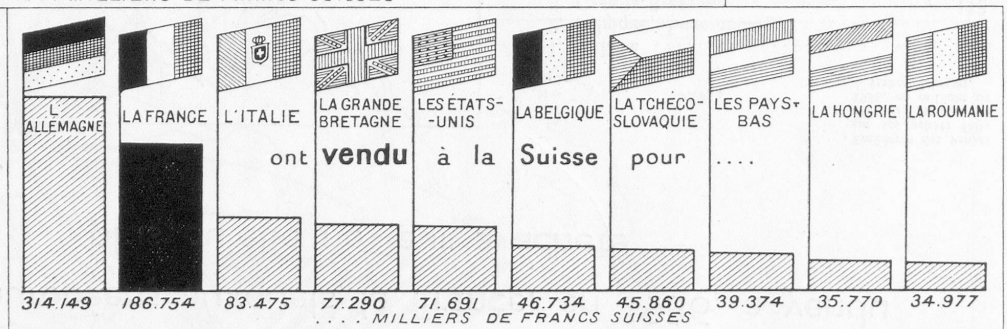 L'
ALLEMAGNE
LA FRANCE
L'ITALIE
LA GRANDE
BRETAGNE
LES ÉTATS-
-UNIS
LA BELGIQUE
LA TCHÉCO-
SLOVAQUIE
LES PAYS-
BAS
LA HONGRIE
LA ROUMANIE
ont vendu à la Suisse pour ....
314.149 186.754 83.475 77.290 71.691 46.734 45.860 39.374 35.770 34.977
.... MILLIERS DE FRANCS SUISSES